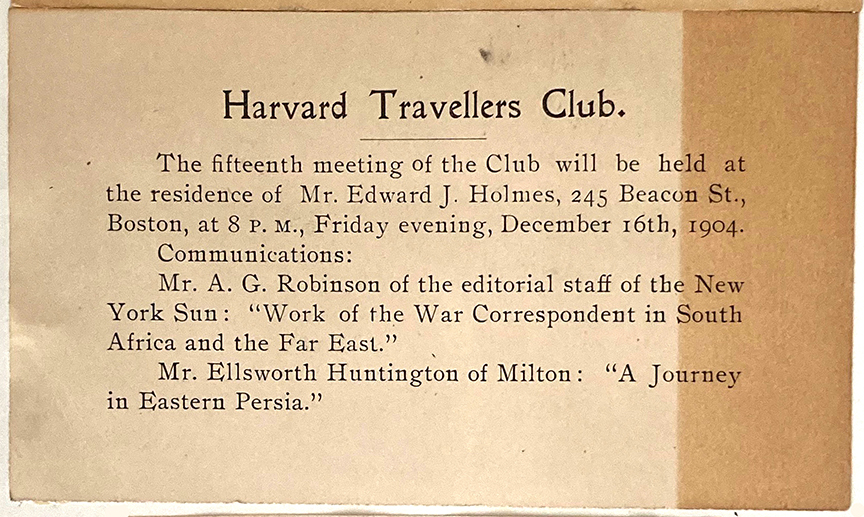 Harvard Travellers Club.
The fifteenth meeting of the Club will be held at
the residence of Mr. Edward J. Holmes, 245 Beacon St.,
Boston, at 8 P. M., Friday evening, December 16th, 1904.
Communications:
Mr. A. G. Robinson of the editorial staff of the New
York Sun: "Work of the War Correspondent in South
Africa and the Far East."
Mr. Ellsworth Huntington of Milton: "A Journey
in Eastern Persia."